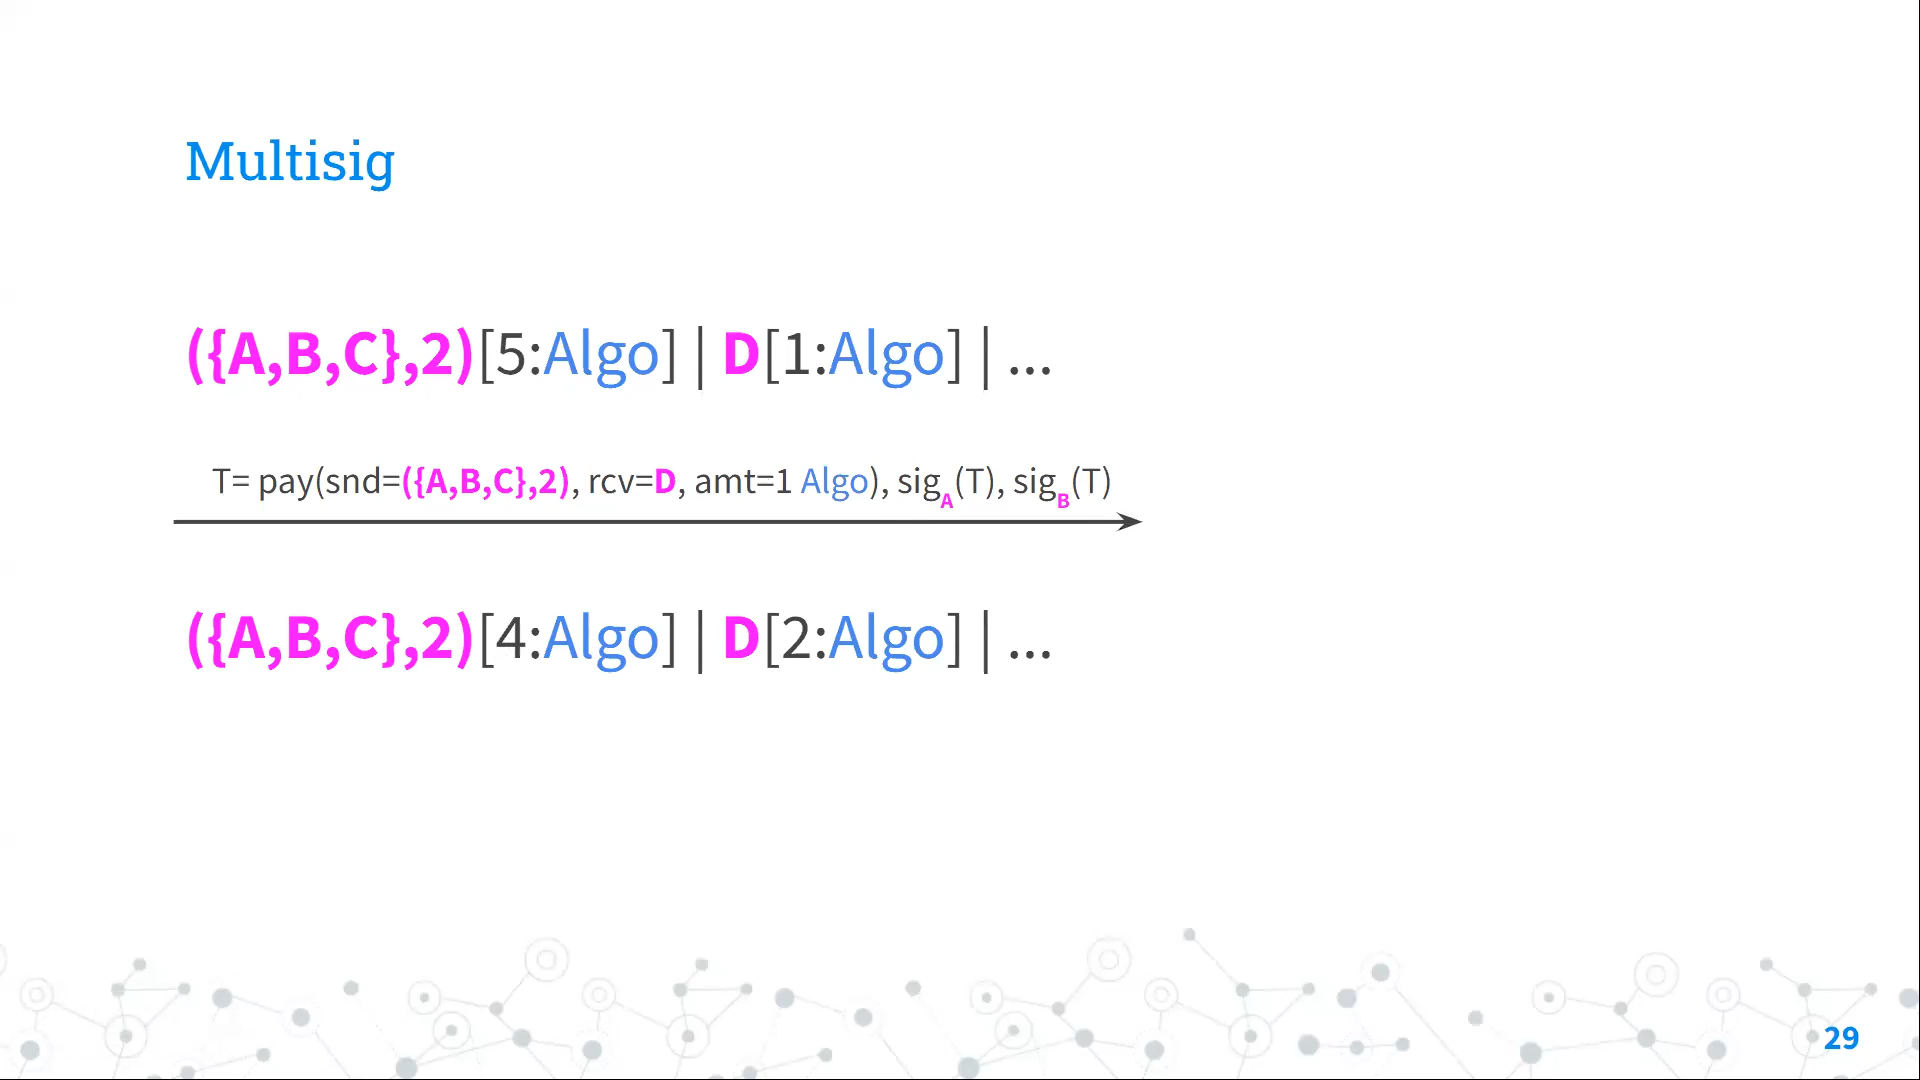 Multisig
({A,B,C},2)[5:Algo] | D[1:Algo] | ...
T= pay(snd=({A,B,C},2), rcv=D, amt=1 Algo), sigA(T), sigB(T)
({A,B,C},2)[4:Algo] | D[2:Algo] | ...
29